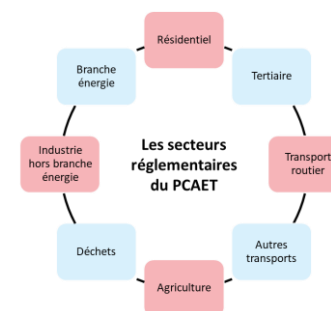 Résidentiel
Branche
énergie
Tertiaire
Industrie
hors branche
énergie
Les secteurs
réglementaires
du PCAET
Transport
routier
Déchets
Autres
transports
Agriculture